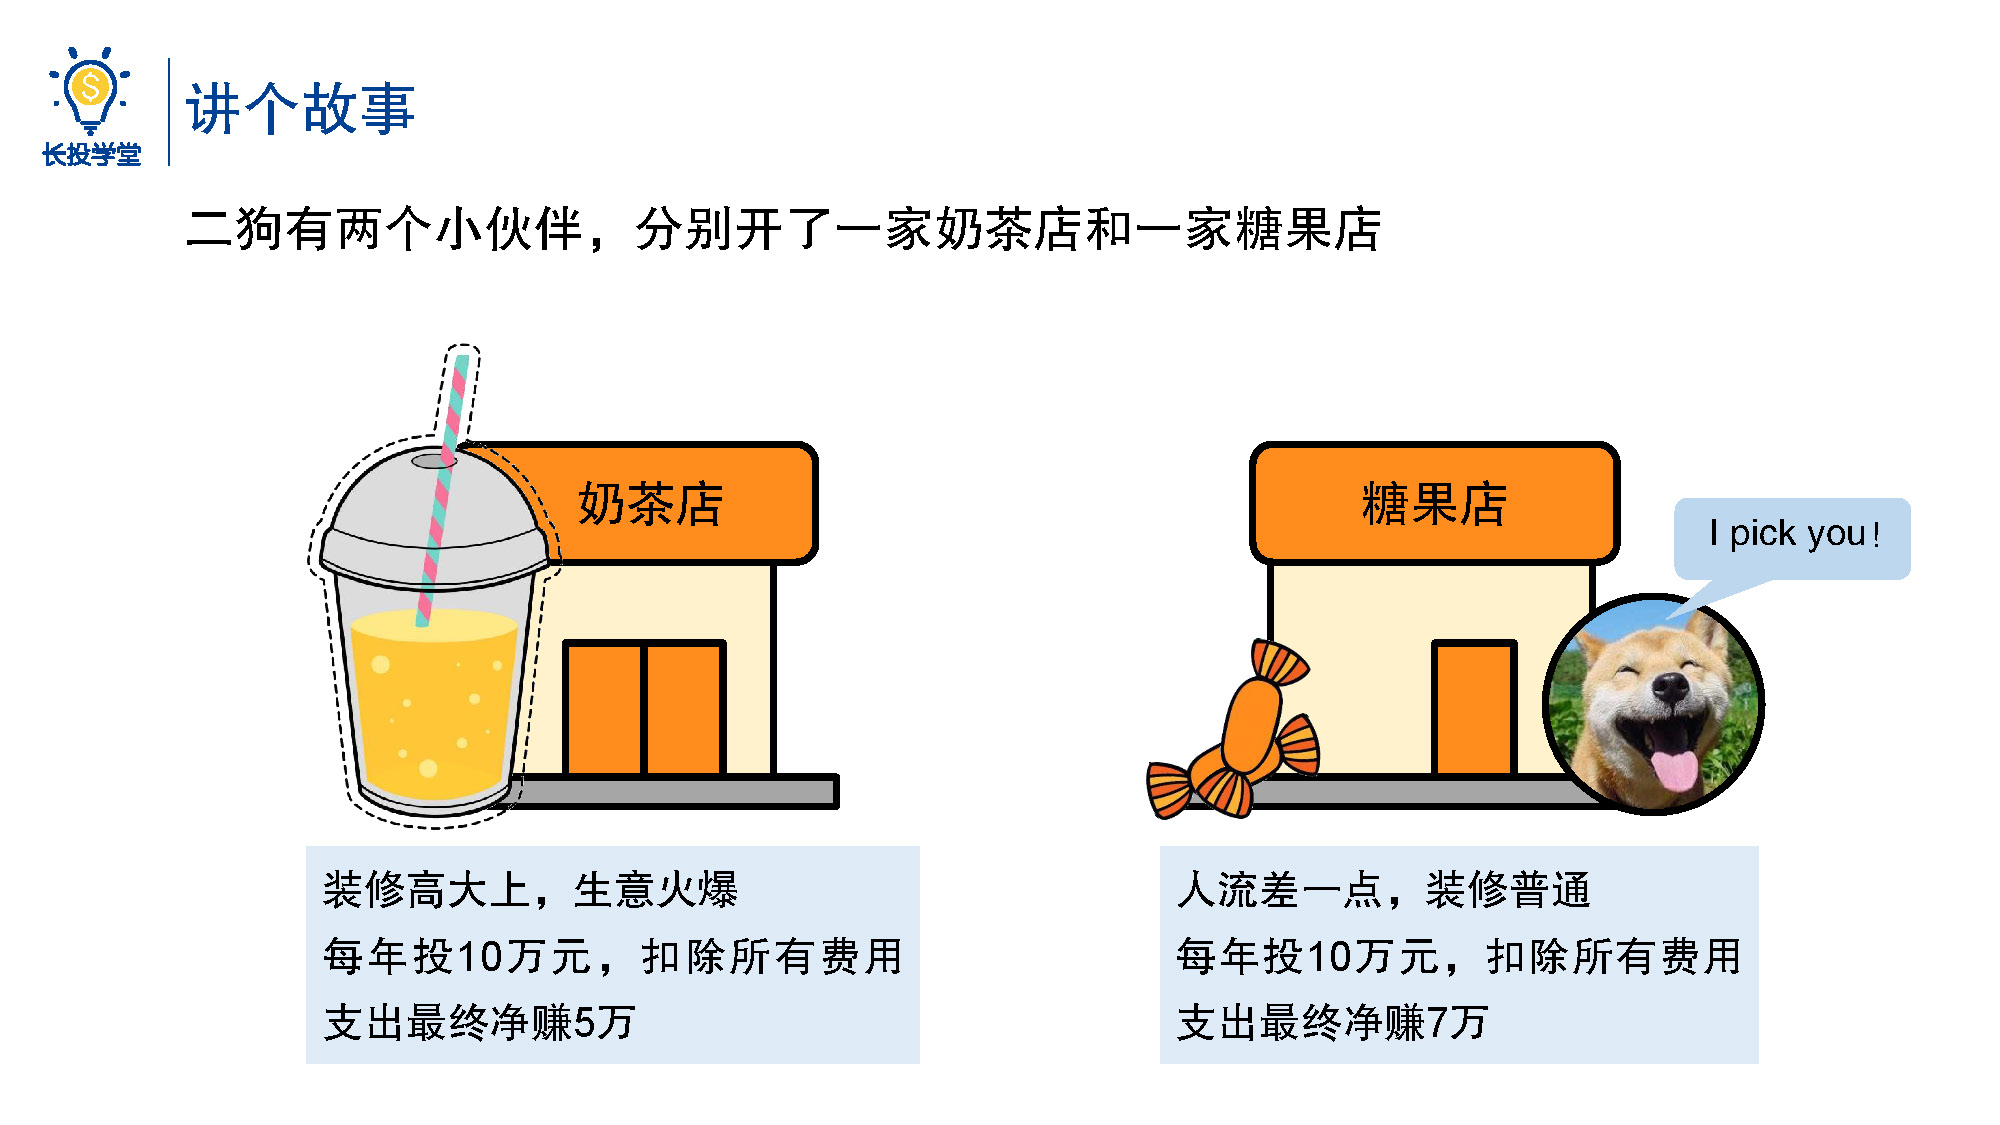 长投学堂
讲个故事
二狗有两个小伙伴，分别开了一家奶茶店和一家糖果店
奶茶店
糖果店
I pick you！
装修高大上，生意火爆
每年投10万元，扣除所有费用
支出最终净赚5万
人流差一点，装修普通
每年投10万元，扣除所有费用
支出最终净赚7万